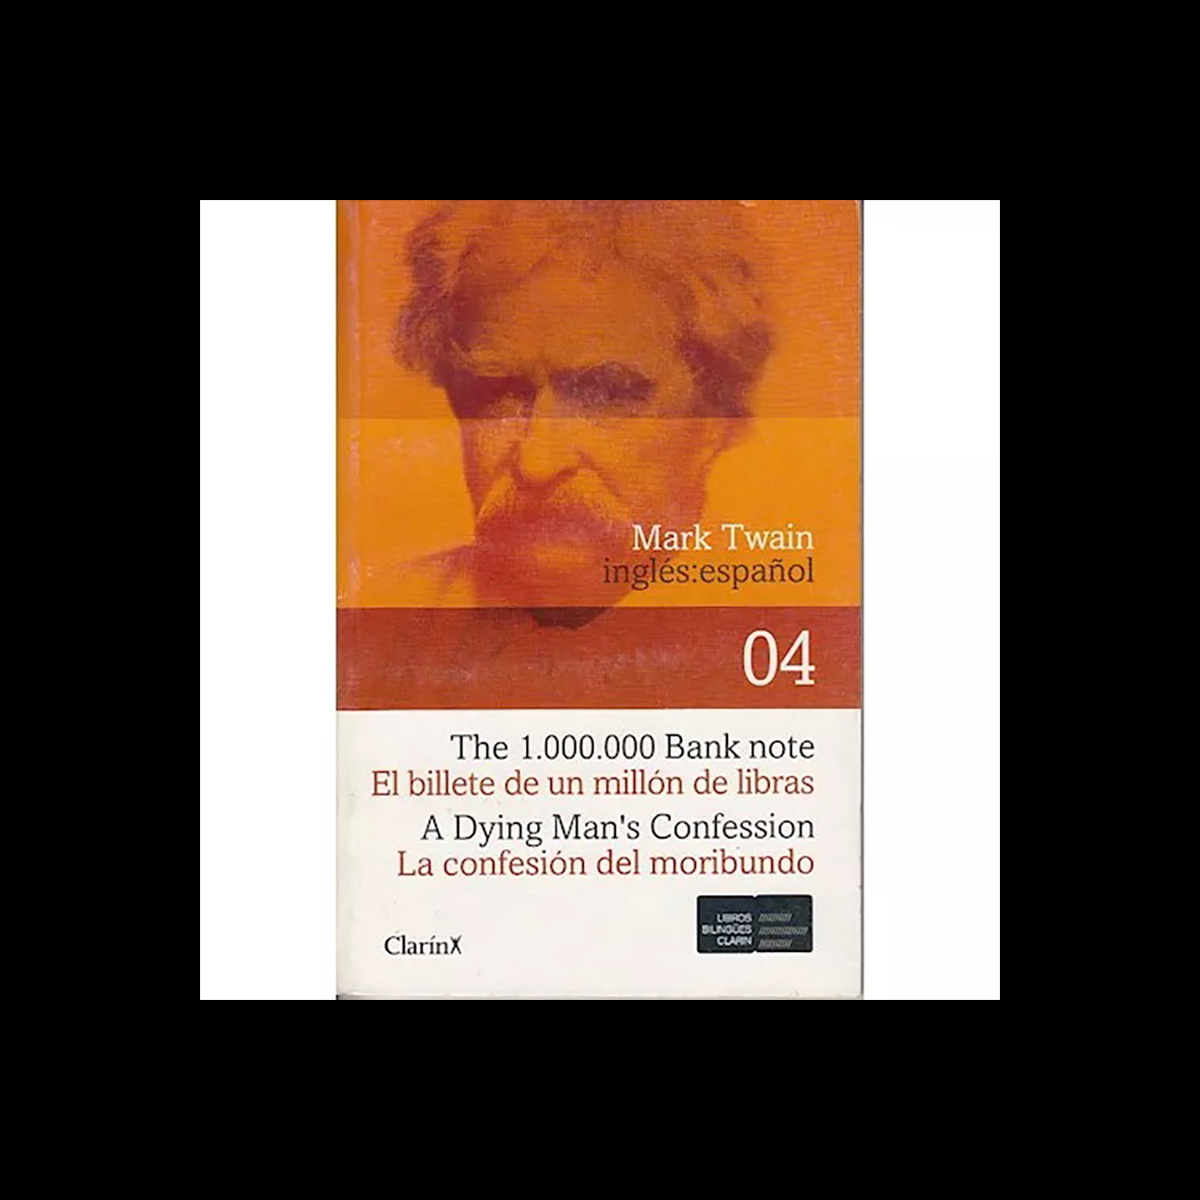 Mark Twain
inglés:español
04
The 1.000.000 Bank note
El billete de un millón de libras
A Dying Man's Confession
La confesión del moribundo
Clarín
LIBROS
BILINGÜES
CLARIN